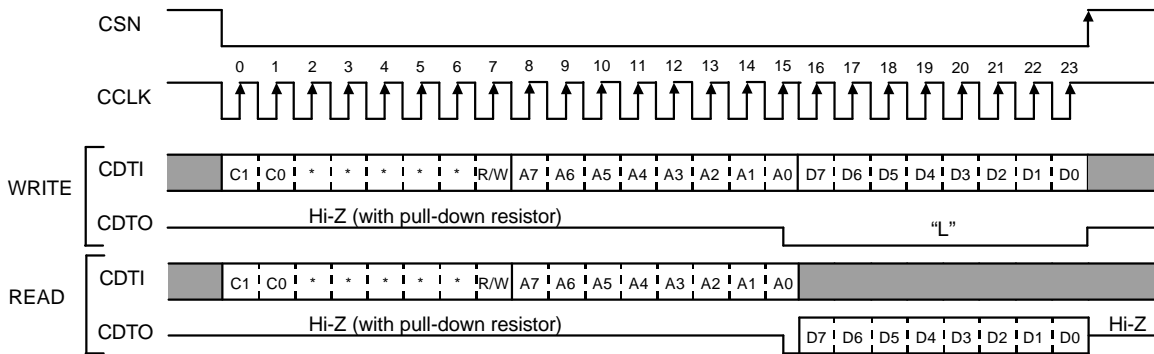 CSN
0 1 2 3 4 5 6 7 8 9 10 11 12 13 14 15 16 17 18 19 20 21 22 23
CCLK
WRITE
CDTI C1 C0 * * * * * R/W A7 A6 A5 A4 A3 A2 A1 A0 D7 D6 D5 D4 D3 D2 D1 D0
CDTO Hi-Z (with pull-down resistor) “L”
READ
CDTI C1 C0 * * * * * R/W A7 A6 A5 A4 A3 A2 A1 A0
CDTO Hi-Z (with pull-down resistor) D7 D6 D5 D4 D3 D2 D1 D0 Hi-Z